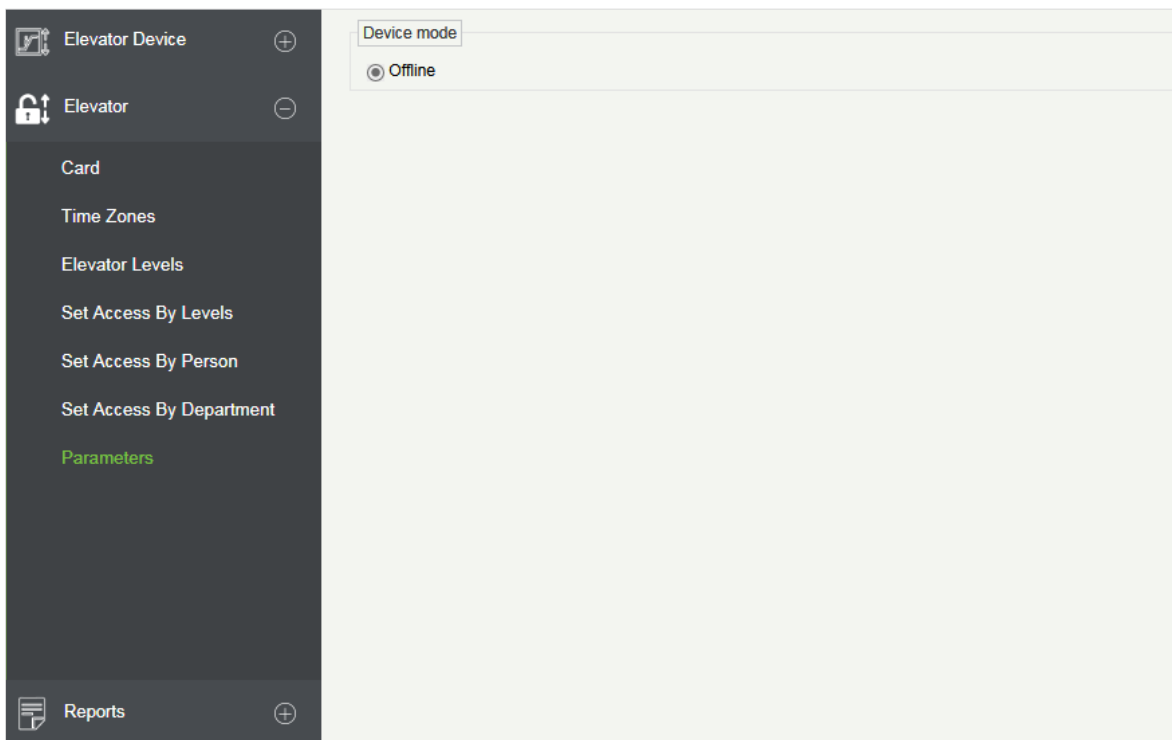 Elevator Device
Elevator
Card
Time Zones
Elevator Levels
Set Access By Levels
Set Access By Person
Set Access By Department
Parameters
Reports
Device mode
Offline